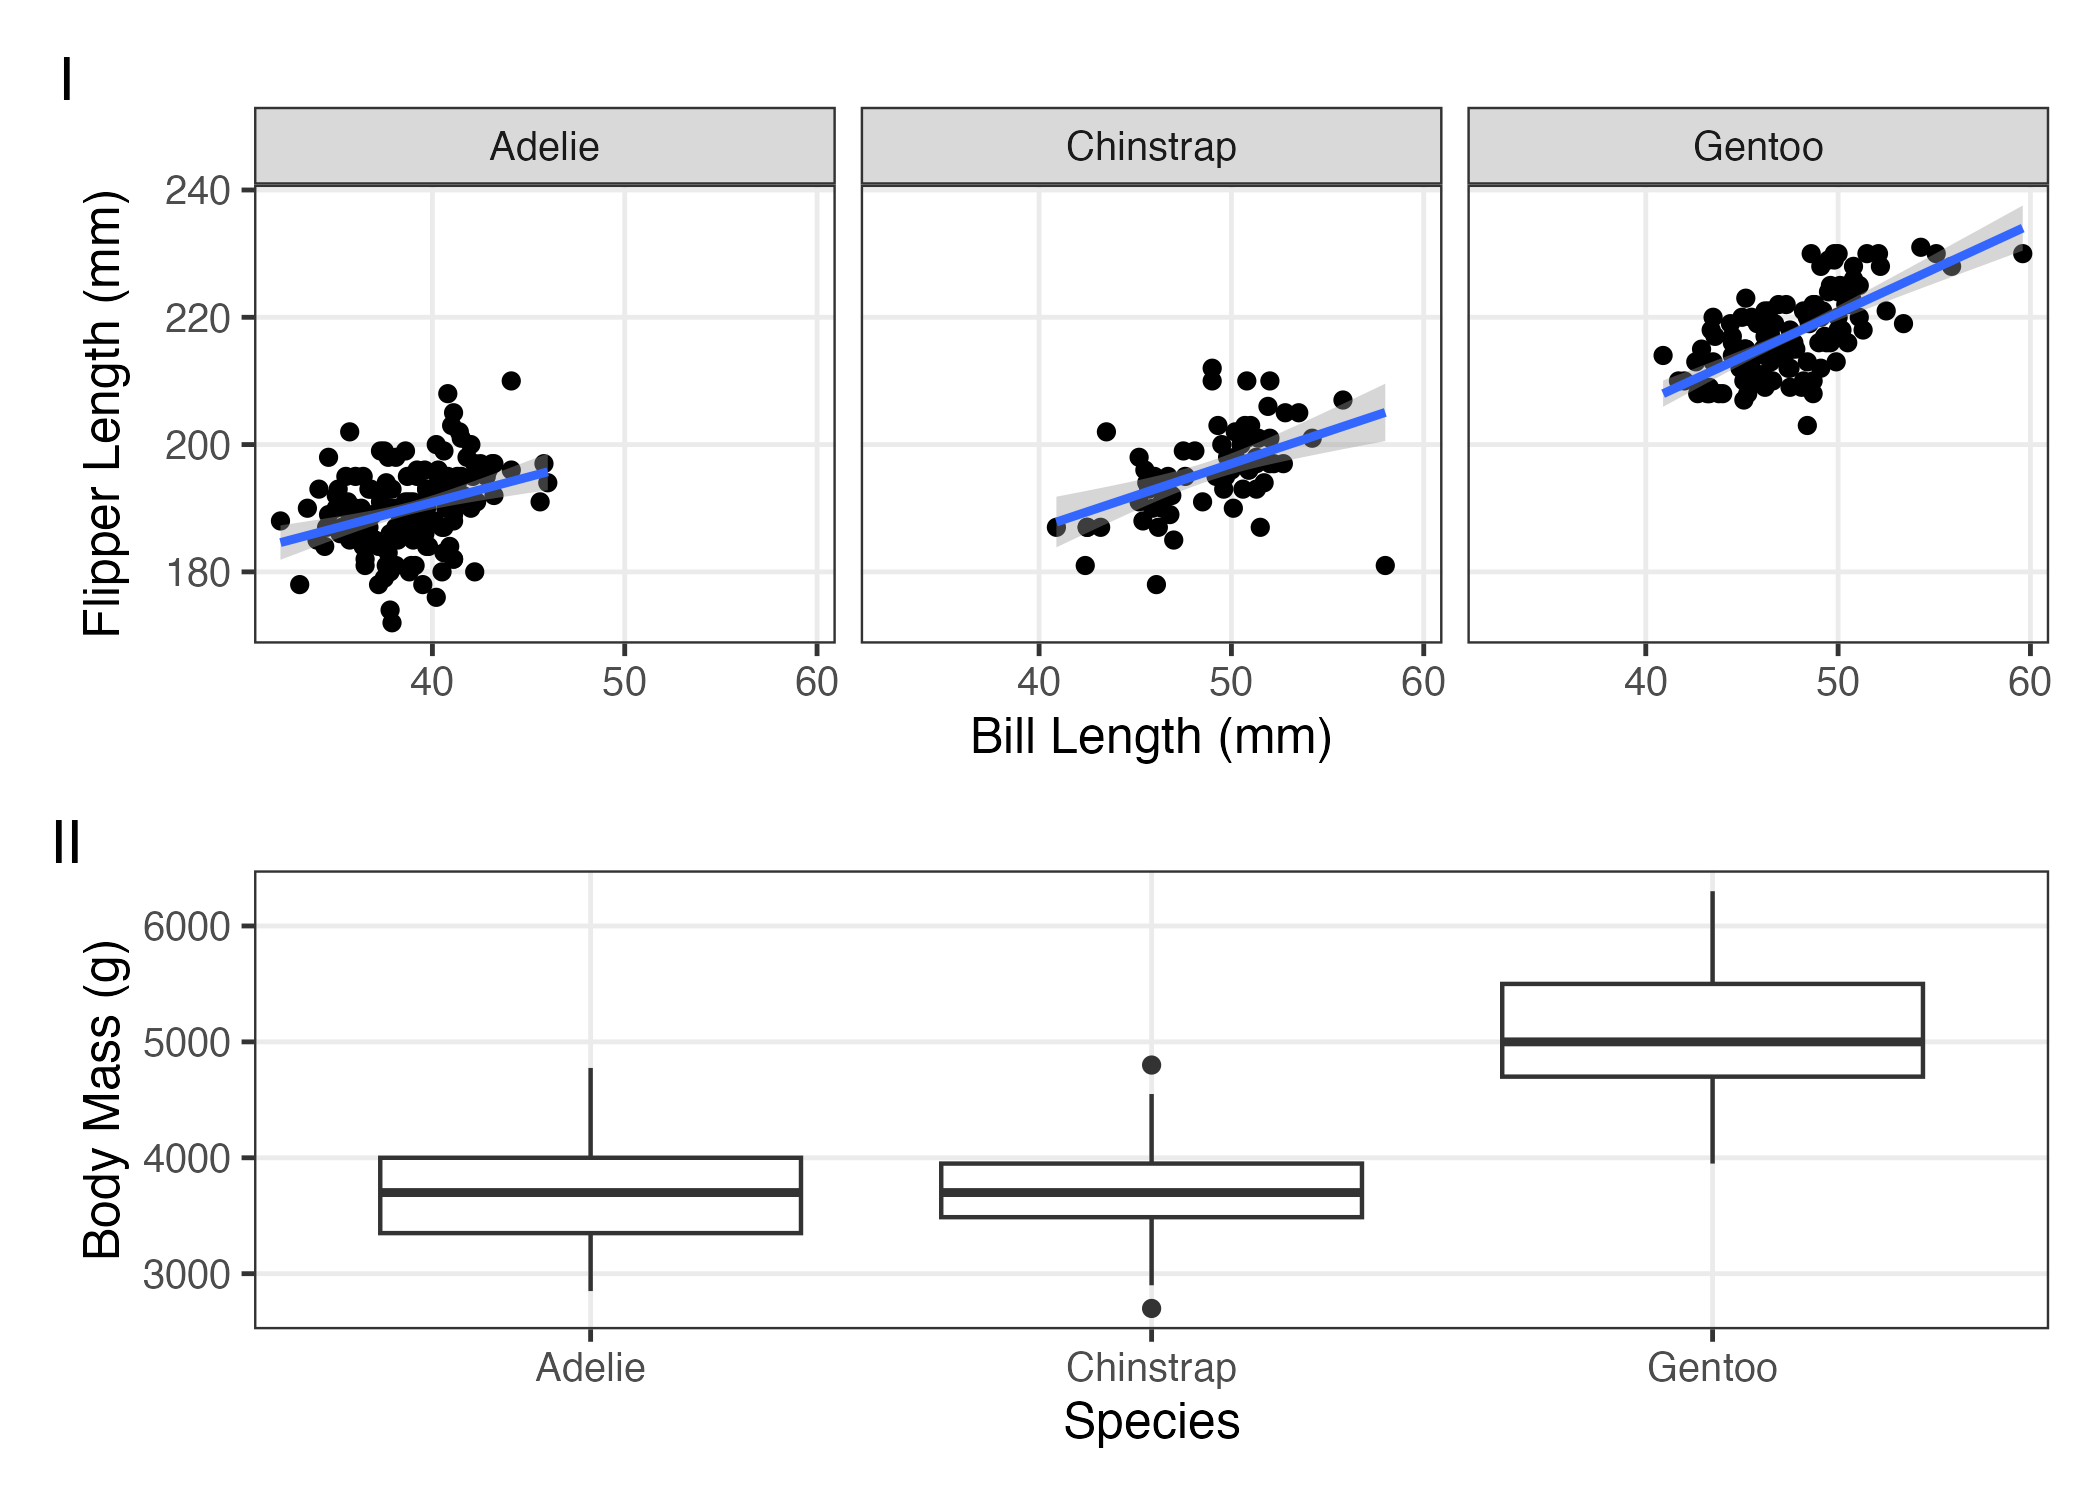 I
Adelie
Chinstrap
Gentoo
Flipper Length (mm)
240
220
200
180
40 50 60
40 50 60
40 50 60
Bill Length (mm)
II
Body Mass (g)
6000
5000
4000
3000
Adelie
Chinstrap
Gentoo
Species